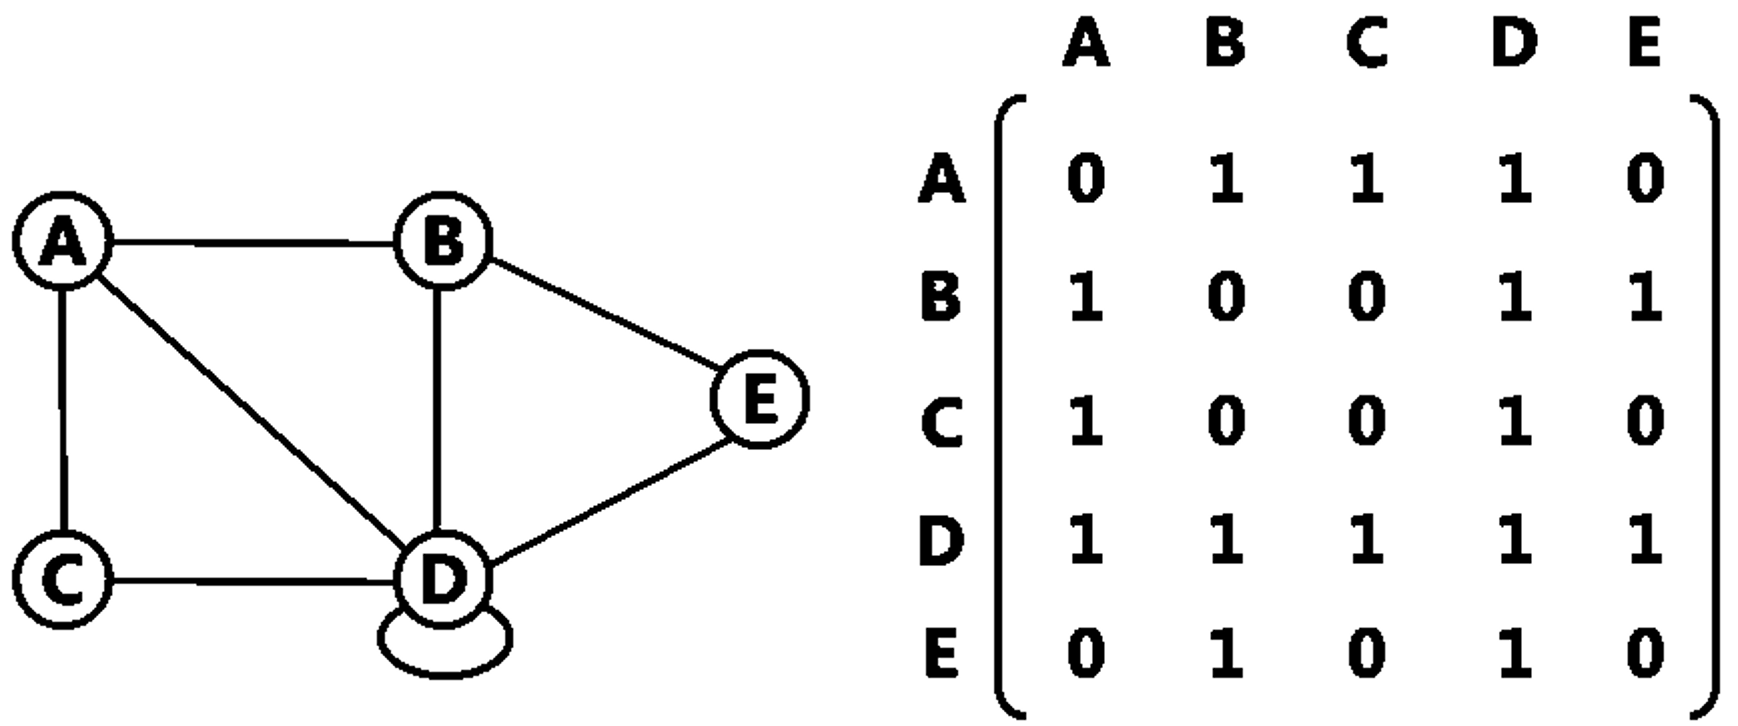 A B
E
C D
A B C D E
A 0 1 1 1 0
B 1 0 0 1 1
C 1 0 0 1 0
D 1 1 1 1 1
E 0 1 0 1 0